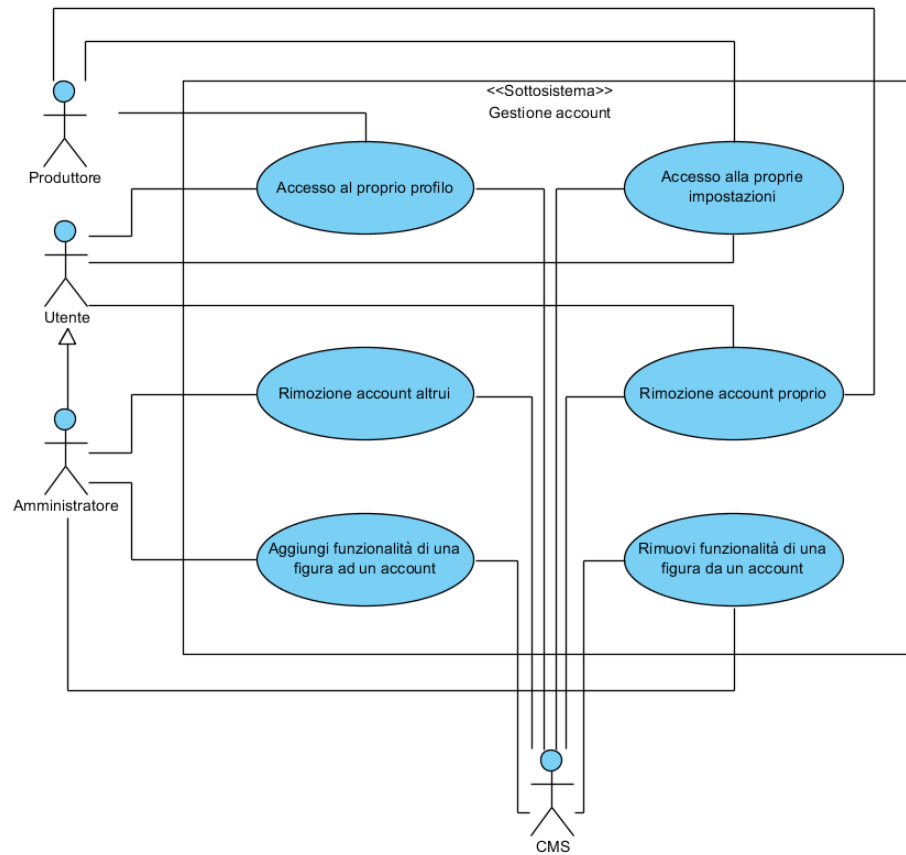 <<Sottosistema>>
Gestione account
Produttore
Accesso al proprio profilo
Accesso alla proprie
impostazioni
Utente
Rimozione account altrui
Rimozione account proprio
Amministratore
Aggiungi funzionalità di una
figura ad un account
Rimuovi funzionalità di una
figura da un account
CMS